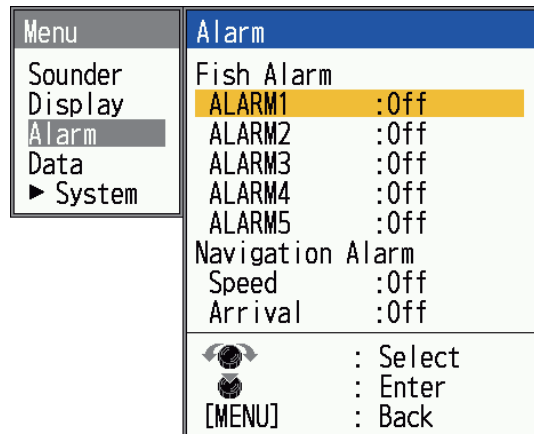 Menu
Sounder
Display
Alarm
Data
► System
Alarm
Fish Alarm
ALARM1 :Off
ALARM2 :Off
ALARM3 :Off
ALARM4 :Off
ALARM5 :Off
Navigation Alarm
Speed :Off
Arrival :Off
: Select
: Enter
[MENU] : Back